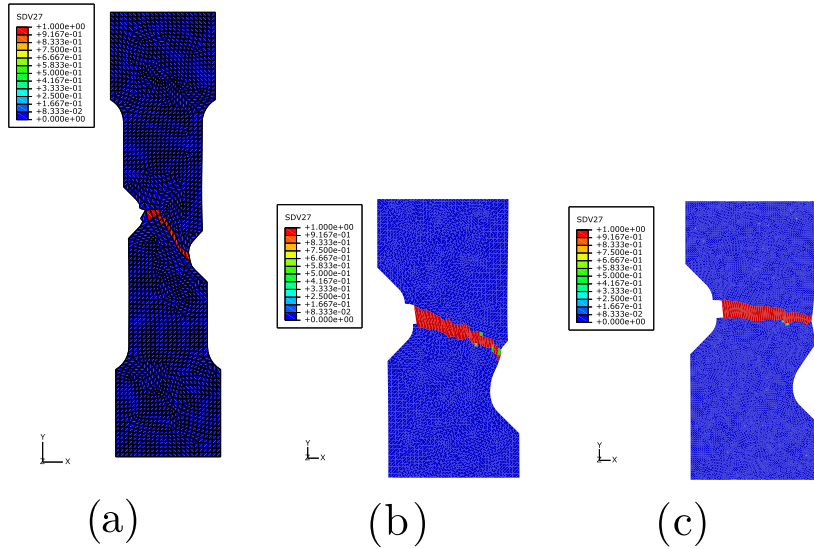 SDV27
+1.000e+00
+9.167e-01
+8.333e-01
+7.500e-01
+6.667e-01
+5.833e-01
+5.000e-01
+4.167e-01
+3.333e-01
+2.500e-01
+1.667e-01
+8.333e-02
+0.000e+00
Y
Z X
(a)
SDV27
+1.000e+00
+9.167e-01
+8.333e-01
+7.500e-01
+6.667e-01
+5.833e-01
+5.000e-01
+4.167e-01
+3.333e-01
+2.500e-01
+1.667e-01
+8.333e-02
+0.000e+00
Y
Z X
(b)
SDV27
+1.000e+00
+9.167e-01
+8.333e-01
+7.500e-01
+6.667e-01
+5.833e-01
+5.000e-01
+4.167e-01
+3.333e-01
+2.500e-01
+1.667e-01
+8.333e-02
+0.000e+00
Y
Z X
(c)